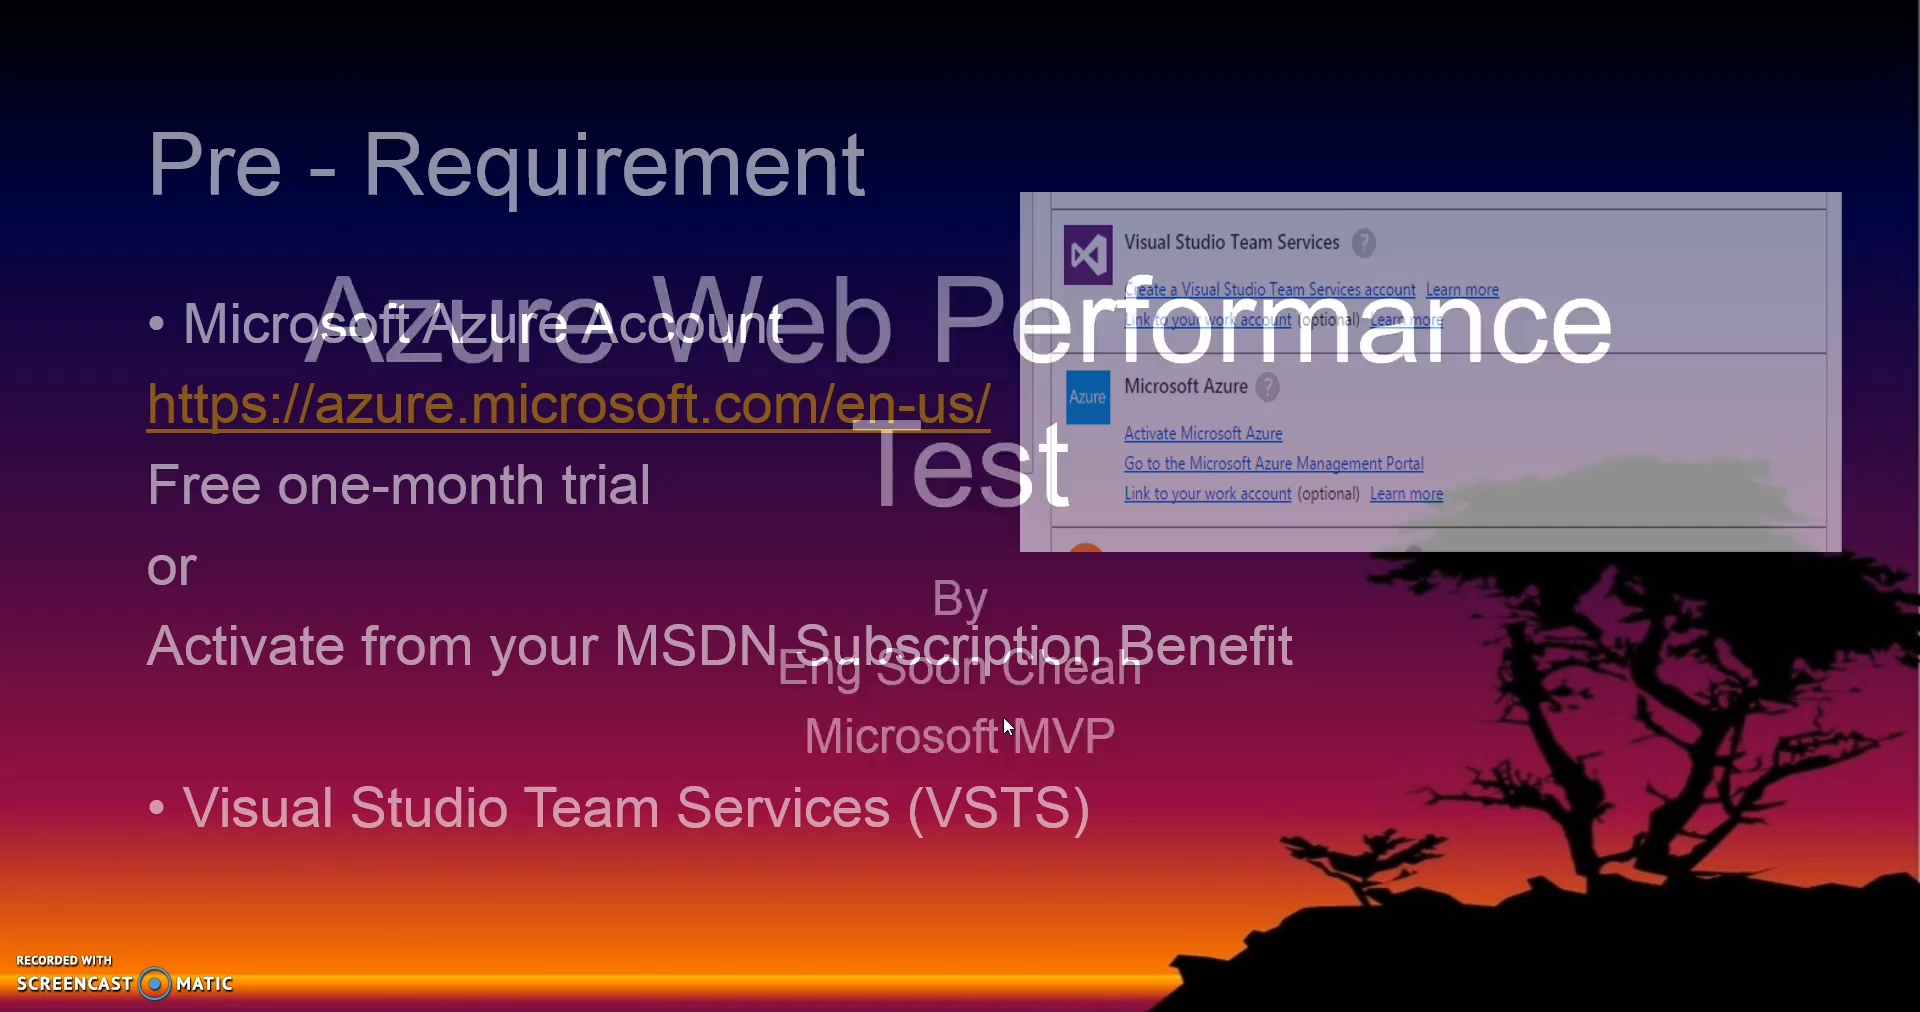 Pre - Requirement
• Microsoft Azure Account
https://azure.microsoft.com/en-us/
Free one-month trial
or
Activate from your MSDN Subscription Benefit
• Visual Studio Team Services (VSTS)
Azure Web Performance
Test
By
Eng Soon Cheah
Microsoft MVP
Visual Studio Team Services ?
Create a Visual Studio Team Services account Learn more
Link to your work account (optional) Learn more
Azure
Microsoft Azure ?
Activate Microsoft Azure
Go to the Microsoft Azure Management Portal
Link to your work account (optional) Learn more
RECORDED WITH
SCREENCAST MATIC